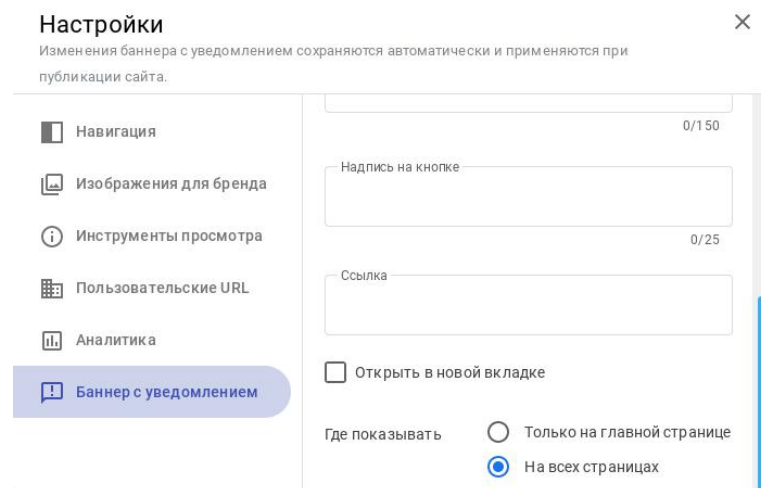 Настройки
Изменения баннера с уведомлением сохраняются автоматически и применяются при
публикации сайта.
Навигация
Изображения для бренда
Инструменты просмотра
Пользовательские URL
Аналитика
Баннер с уведомлением
0/150
Надпись на кнопке
0/25
Ссылка
Открыть в новой вкладке
Где показывать
Только на главной странице
На всех страницах